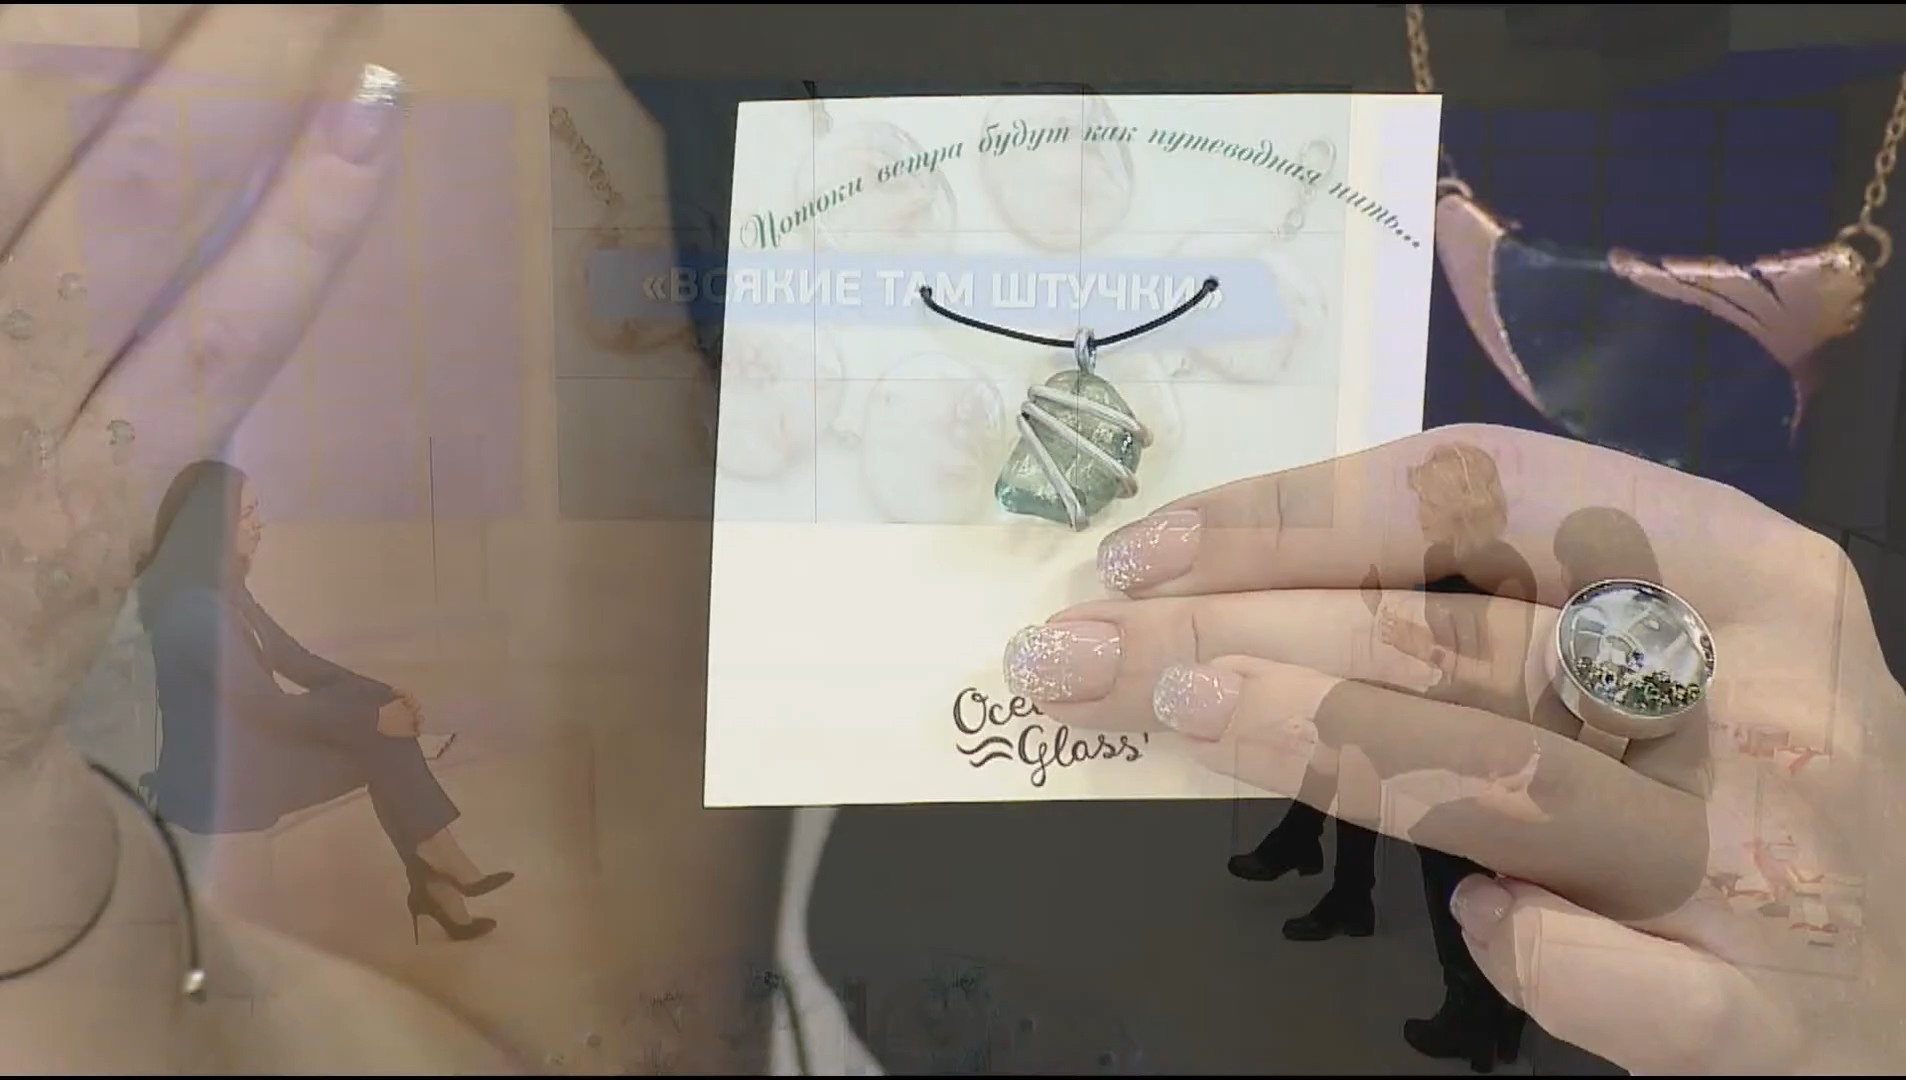 Потоки ветра будут как путеводная нить...
«ВСЯКИЕ ТАМ ШТУЧКИ»
Glass'